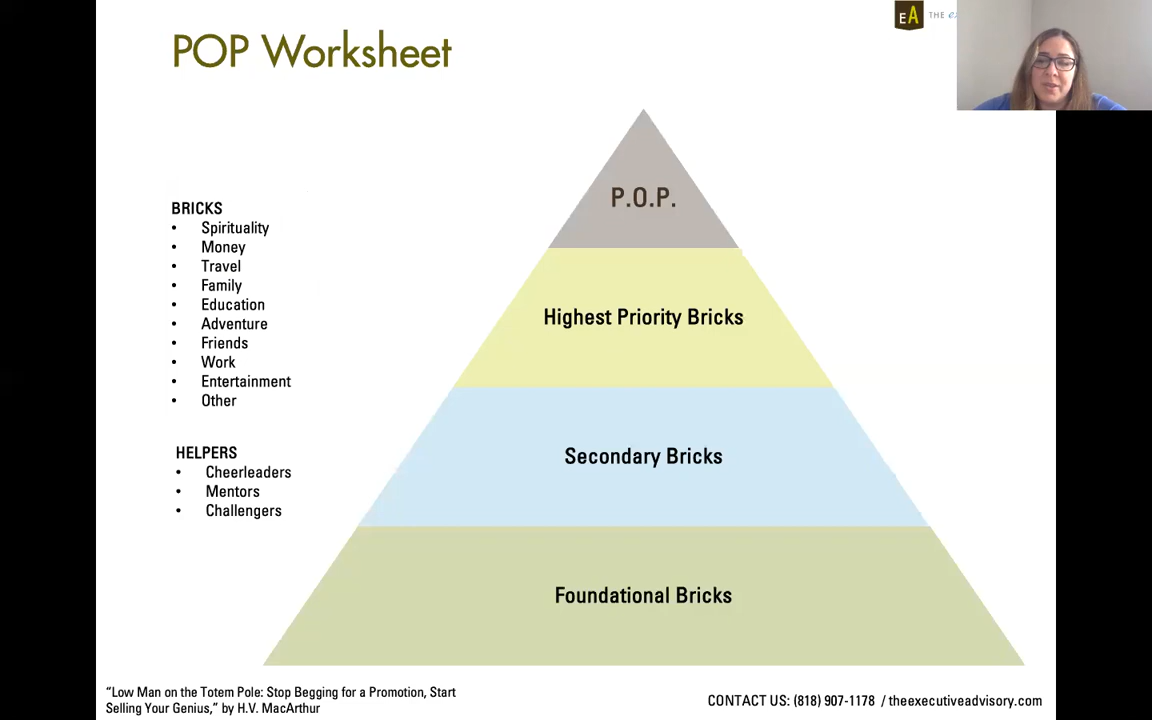 POP Worksheet
EA THE
P.O.P.
BRICKS
• Spirituality
• Money
• Travel
• Family
• Education
• Adventure
• Friends
• Work
• Entertainment
• Other
Highest Priority Bricks
HELPERS
• Cheerleaders
• Mentors
• Challengers
Secondary Bricks
Foundational Bricks
“Low Man on the Totem Pole: Stop Begging for a Promotion, Start
Selling Your Genius,” by H.V. MacArthur
CONTACT US: (818) 907-1178 / theexecutiveadvisory.com